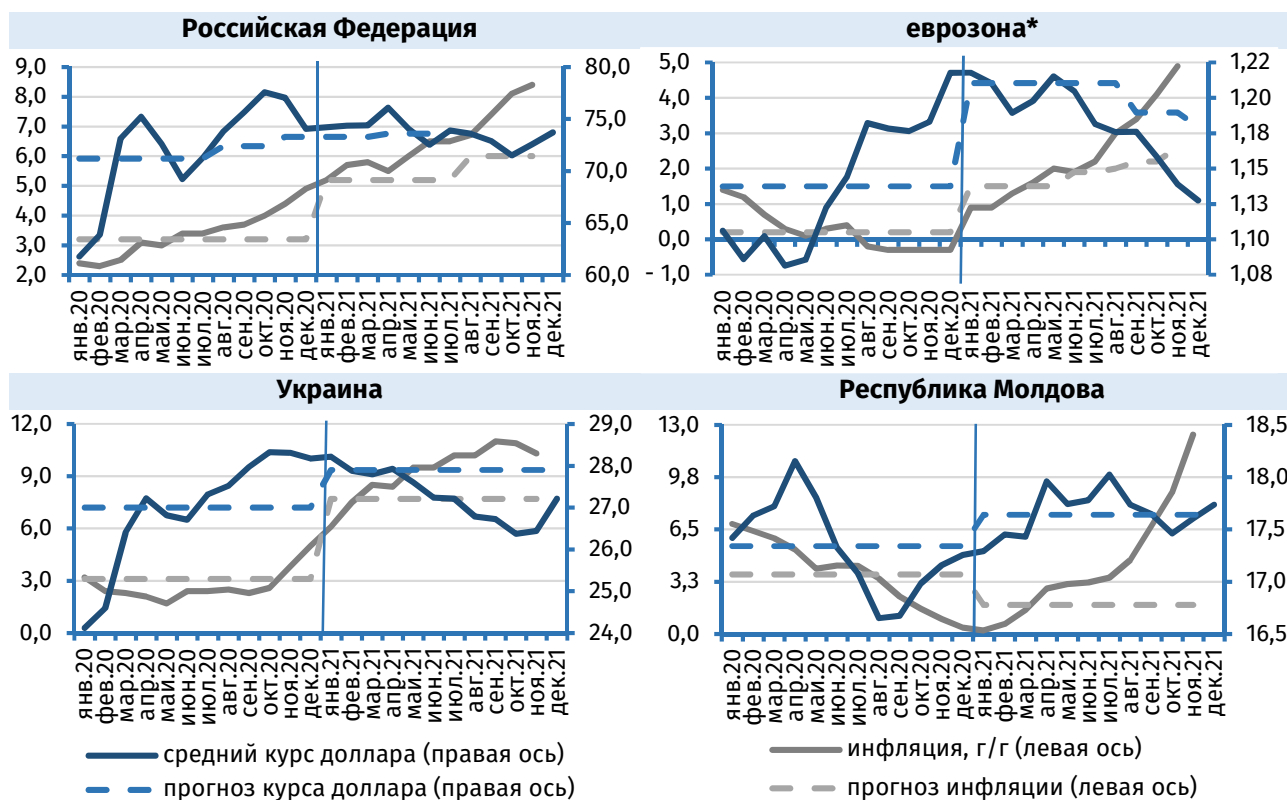 Российская Федерация
еврозона*
9,0
8,0
7,0
6,0
5,0
4,0
3,0
2,0
80,0
75,0
70,0
65,0
60,0
янв.20
фев.20
мар.20
апр.20
май.20
июн.20
июл.20
авг.20
сен.20
окт.20
ноя.20
дек.20
янв.21
фев.21
мар.21
апр.21
май.21
июн.21
июл.21
авг.21
сен.21
окт.21
ноя.21
дек.21
5,0
4,0
3,0
2,0
1,0
0,0
- 1,0
1,22
1,20
1,18
1,15
1,13
1,10
1,08
янв.20
фев.20
мар.20
апр.20
май.20
июн.20
июл.20
авг.20
сен.20
окт.20
ноя.20
дек.20
янв.21
фев.21
мар.21
апр.21
май.21
июн.21
июл.21
авг.21
сен.21
окт.21
ноя.21
дек.21
Украина
Республика Молдова
12,0
9,0
6,0
3,0
0,0
29,0
28,0
27,0
26,0
25,0
24,0
янв.20
фев.20
мар.20
апр.20
май.20
июн.20
июл.20
авг.20
сен.20
окт.20
ноя.20
дек.20
янв.21
фев.21
мар.21
апр.21
май.21
июн.21
июл.21
авг.21
сен.21
окт.21
ноя.21
дек.21
13,0
9,8
6,5
3,3
0,0
18,5
18,0
17,5
17,0
16,5
янв.20
фев.20
мар.20
апр.20
май.20
июн.20
июл.20
авг.20
сен.20
окт.20
ноя.20
дек.20
янв.21
фев.21
мар.21
апр.21
май.21
июн.21
июл.21
авг.21
сен.21
окт.21
ноя.21
дек.21
средний курс доллара (правая ось)
прогноз курса доллара (правая ось)
инфляция, г/г (левая ось)
прогноз инфляции (левая ось)